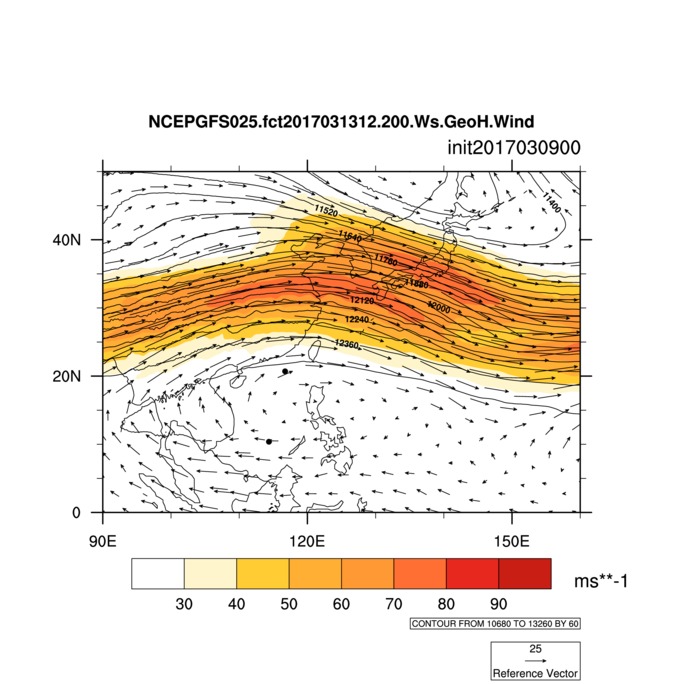 NCEPGFS025.fct2017031312.200.Ws.GeoH.Wind
init2017030900
11520
11400
40N
11640
11760
11880
12120
12000
12240
12360
20N
0
90E
120E
150E
ms**-1
30
40
50
60
70
80
90
CONTOUR FROM 10680 TO 13260 BY 60
25
Reference Vector